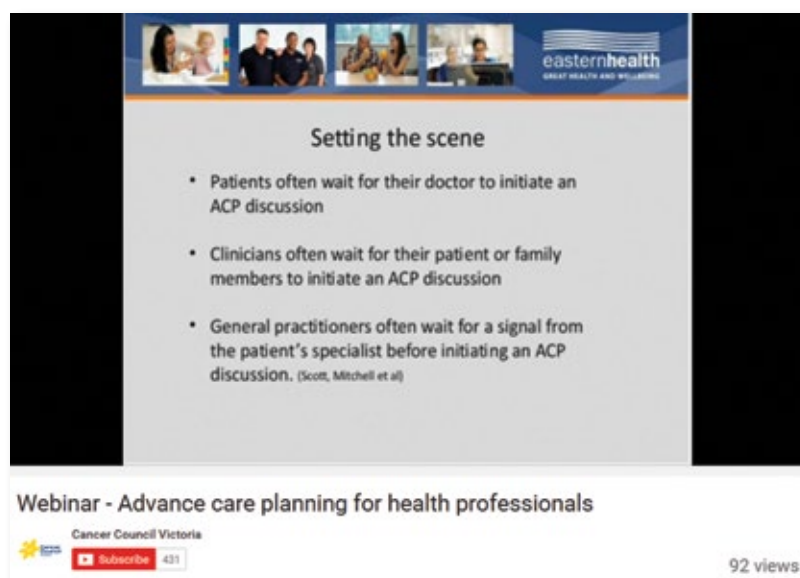 easternhealth
GREAT HEALTH AND WELLBEING
Setting the scene
• Patients often wait for their doctor to initiate an
ACP discussion
• Clinicians often wait for their patient or family
members to initiate an ACP discussion
• General practitioners often wait for a signal from
the patient's specialist before initiating an ACP
discussion. (Scott, Mitchell et al)
Webinar - Advance care planning for health professionals
Cancer Council Victoria
Subscribe 431
92 views